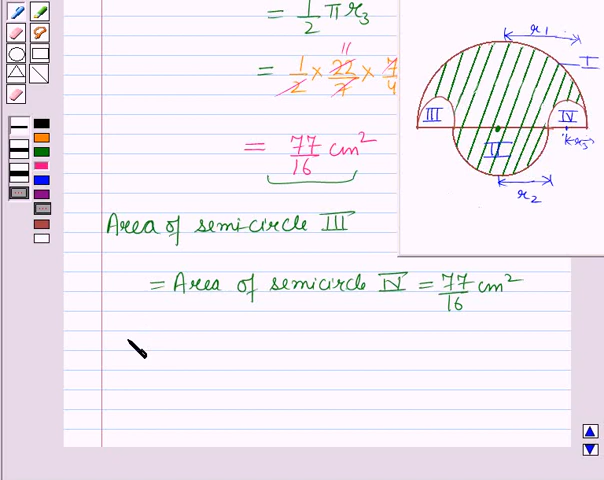 = 1/2 π r₃
= 1/2 × 22/7 × 7/4
11
= 77/16 cm²
Area of semicircle III
= Area of semicircle IV = 77/16 cm²
r₁
I
III
IV
II
r₃
r₂